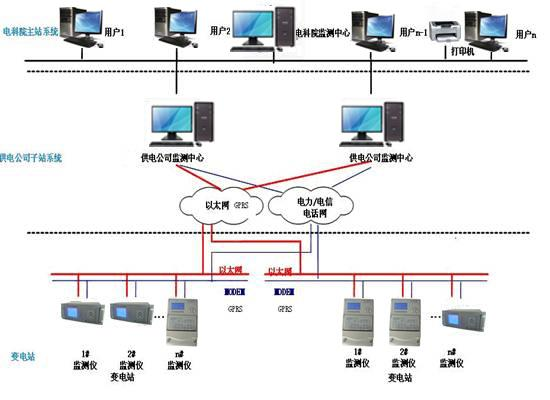 电科院主站系统
用户1
用户2
电科院监测中心
用户n-1
打印机
用户n
供电公司子站系统
供电公司监测中心
供电公司监测中心
以太网 GPRS
电力/电信
电话网
以太网
以太网
MODEM
MODEM
GPRS
GPRS
变电站
1#
监测仪
2#
监测仪
n#
监测仪
变电站
1#
监测仪
2#
监测仪
n#
监测仪
变电站